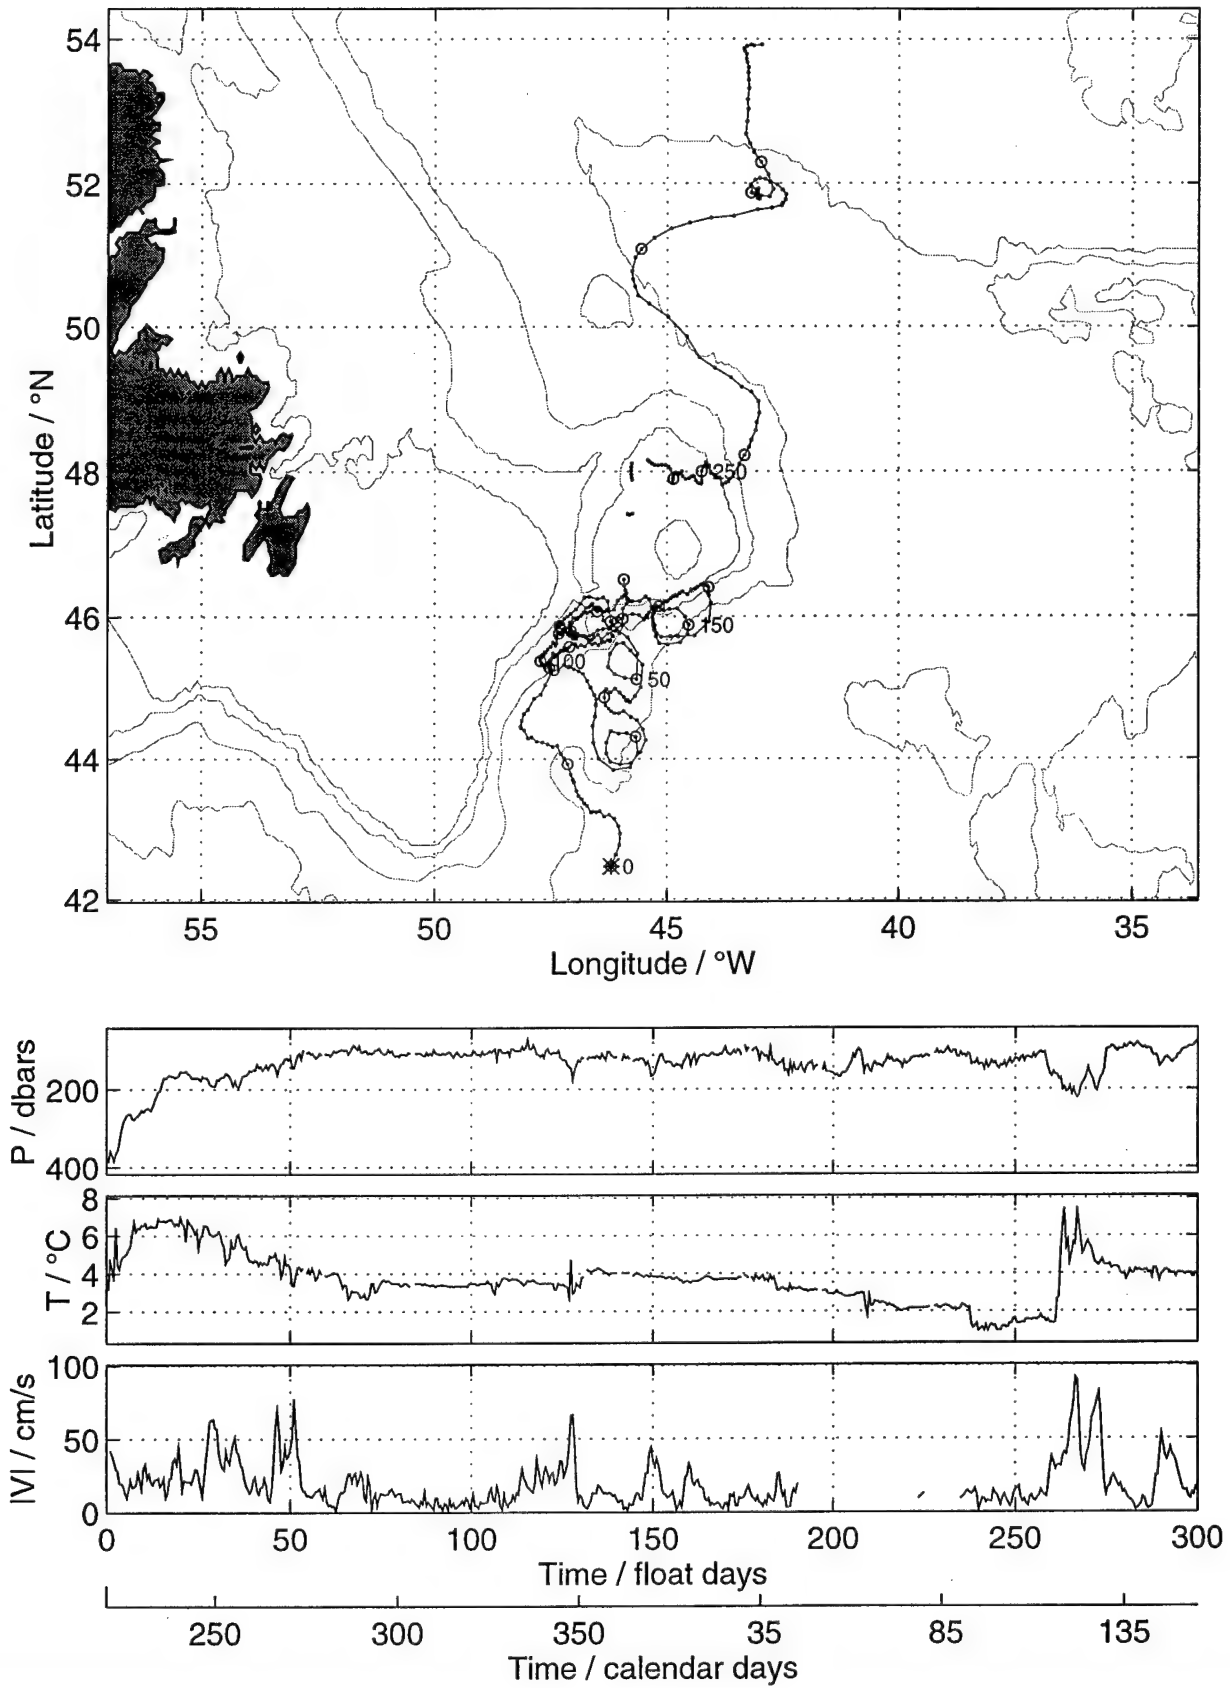 54
52
50
48
46
44
42
Latitude / °N
250
150
100
50
0
55 50 45 40 35
Longitude / °W
P / dbars
200
400
T / °C
8
6
4
2
|V| / cm/s
100
50
0
0 50 100 150 200 250 300
Time / float days
250 300 350 35 85 135
Time / calendar days